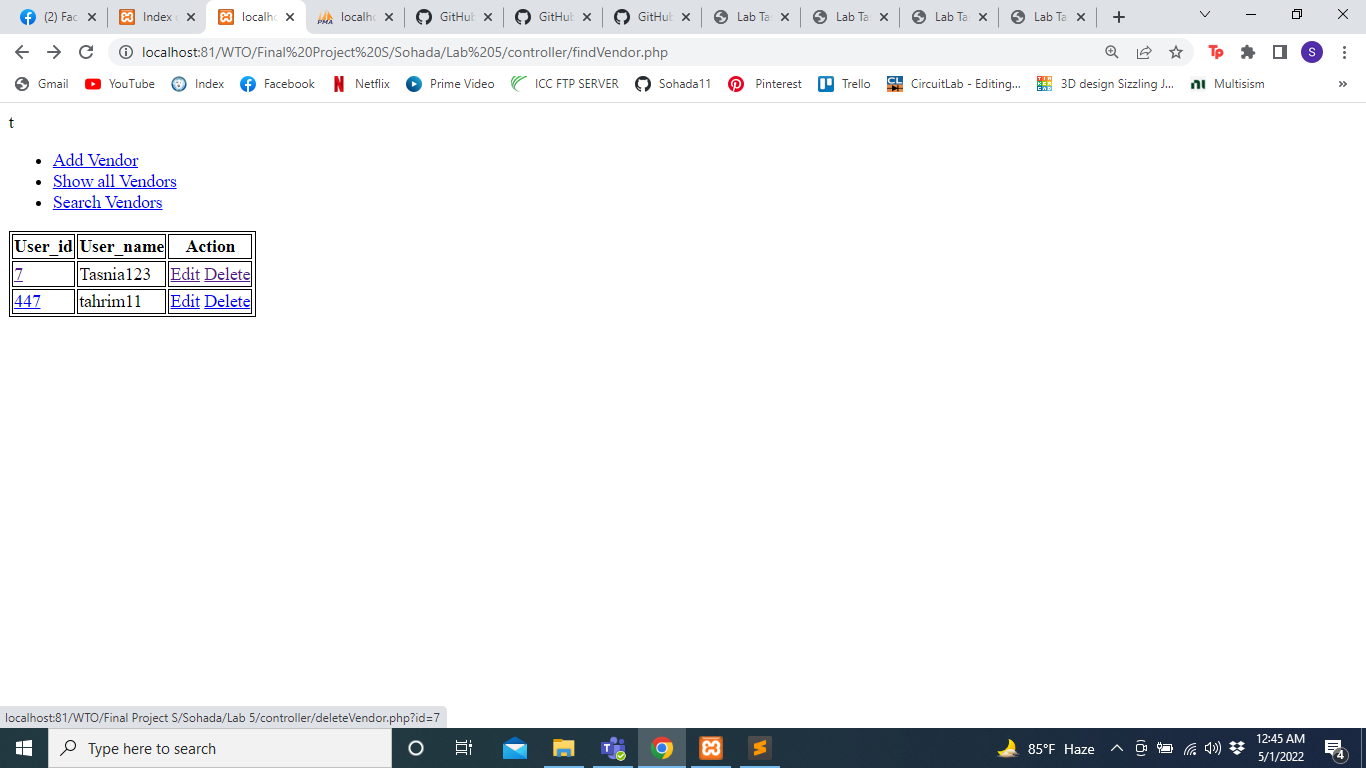 (2) Fac
Index
localho
localho
GitHub
GitHub
GitHub
Lab Ta
Lab Ta
Lab Ta
Lab Ta
localhost:81/WTO/Final%20Project%20S/Sohada/Lab%205/controller/findVendor.php
Tp
S
Gmail YouTube Index Facebook Netflix Prime Video ICC FTP SERVER Sohada11 Pinterest Trello CircuitLab - Editing... 3D design Sizzling J... Multisism »
t
Add Vendor
Show all Vendors
Search Vendors
User_id User_name Action
7 Tasnia123 Edit Delete
447 tahrim11 Edit Delete
localhost:81/WTO/Final Project S/Sohada/Lab 5/controller/deleteVendor.php?id=7
Type here to search
85°F Haze
12:45 AM
5/1/2022
4